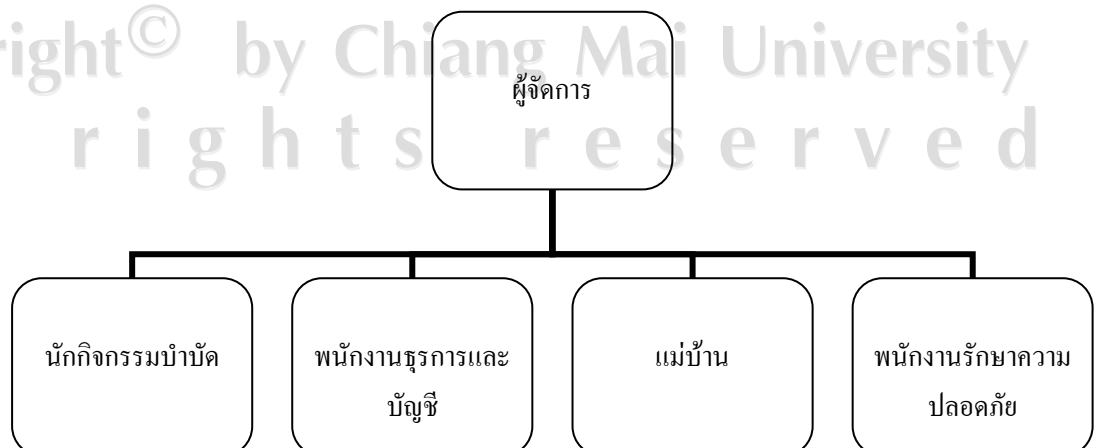 right© by Chiang Mai University
rights reserved
ผู้จัดการ
นักกิจกรรมบำบัด
พนักงานธุรการและ
บัญชี
แม่บ้าน
พนักงานรักษาความ
ปลอดภัย